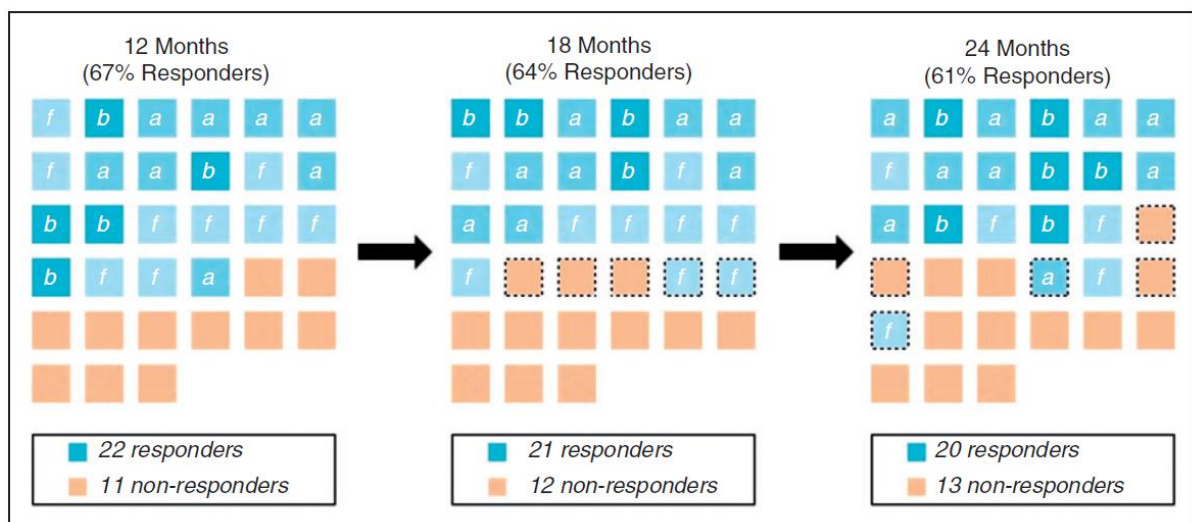 12 Months
(67% Responders)
f b a a a a
f a a b f a
b b f f f f
b f f a
22 responders
11 non-responders
18 Months
(64% Responders)
b b a b a a
f a a b f a
a a f f f f
f f f
21 responders
12 non-responders
24 Months
(61% Responders)
a b a b a a
f a a b b a
a b f b f
a f
f
20 responders
13 non-responders